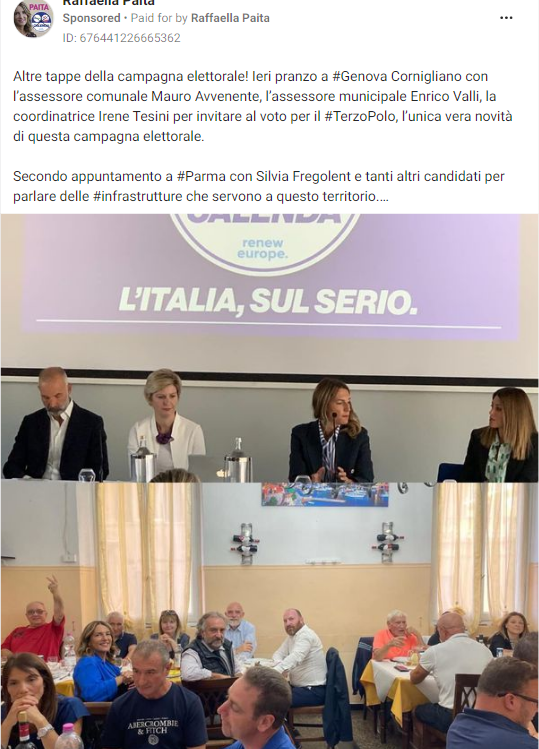 Raffaella Paita
Sponsored • Paid for by Raffaella Paita
ID: 676441226665362
PAITA
Altre tappe della campagna elettorale! Ieri pranzo a #Genova Cornigliano con
l'assessore comunale Mauro Avvenente, l'assessore municipale Enrico Valli, la
coordinatrice Irene Tesini per invitare al voto per il #TerzoPolo, l'unica vera novità
di questa campagna elettorale.
Secondo appuntamento a #Parma con Silvia Fregolent e tanti altri candidati per
parlare delle #infrastrutture che servono a questo territorio....
CALENDA
renew
europe.
L'ITALIA, SUL SERIO.
ABERCROMBIE
& FITCH